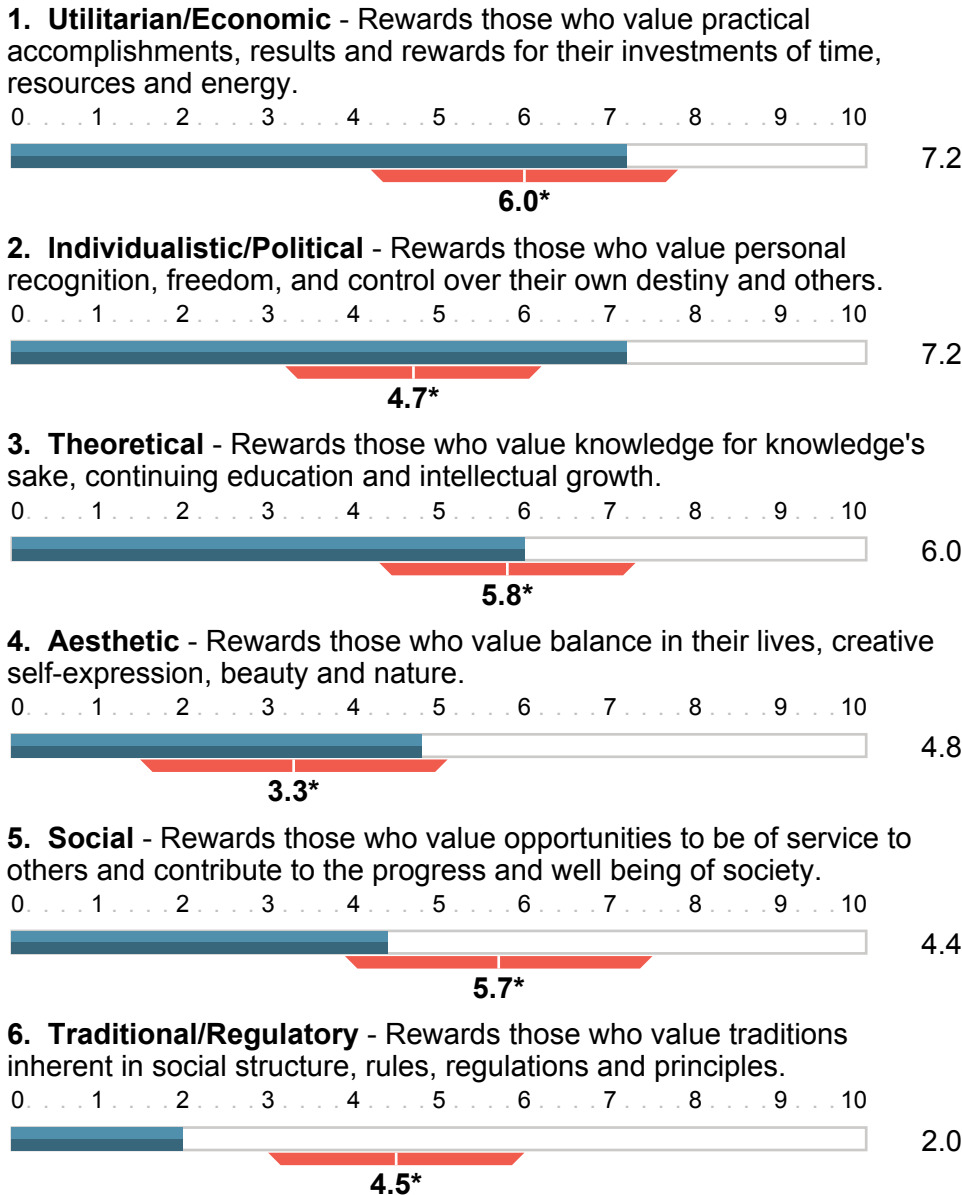 1. Utilitarian/Economic - Rewards those who value practical
accomplishments, results and rewards for their investments of time,
resources and energy.
0. . . . 1 . . . . 2 . . . . 3 . . . . 4 . . . . 5 . . . . 6 . . . . 7 . . . . 8 . . . . 9 . . . 10
7.2
6.0*
2. Individualistic/Political - Rewards those who value personal
recognition, freedom, and control over their own destiny and others.
0. . . . 1 . . . . 2 . . . . 3 . . . . 4 . . . . 5 . . . . 6 . . . . 7 . . . . 8 . . . . 9 . . . 10
7.2
4.7*
3. Theoretical - Rewards those who value knowledge for knowledge's
sake, continuing education and intellectual growth.
0. . . . 1 . . . . 2 . . . . 3 . . . . 4 . . . . 5 . . . . 6 . . . . 7 . . . . 8 . . . . 9 . . . 10
6.0
5.8*
4. Aesthetic - Rewards those who value balance in their lives, creative
self-expression, beauty and nature.
0. . . . 1 . . . . 2 . . . . 3 . . . . 4 . . . . 5 . . . . 6 . . . . 7 . . . . 8 . . . . 9 . . . 10
4.8
3.3*
5. Social - Rewards those who value opportunities to be of service to
others and contribute to the progress and well being of society.
0. . . . 1 . . . . 2 . . . . 3 . . . . 4 . . . . 5 . . . . 6 . . . . 7 . . . . 8 . . . . 9 . . . 10
4.4
5.7*
6. Traditional/Regulatory - Rewards those who value traditions
inherent in social structure, rules, regulations and principles.
0. . . . 1 . . . . 2 . . . . 3 . . . . 4 . . . . 5 . . . . 6 . . . . 7 . . . . 8 . . . . 9 . . . 10
2.0
4.5*